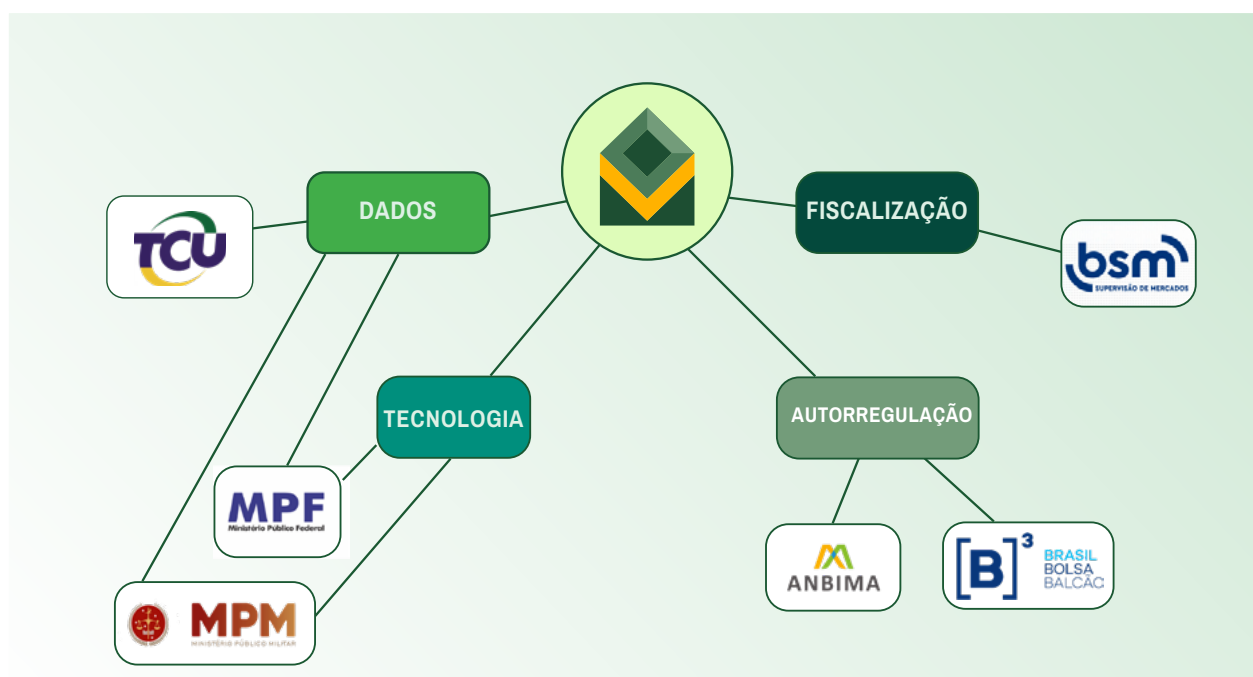 DADOS
FISCALIZAÇÃO
TCU
bsm
SUPERVISÃO DE MERCADOS
TECNOLOGIA
AUTORREGULAÇÃO
MPF
Ministério Público Federal
ANBIMA
[B]³
BRASIL
BOLSA
BALCÃO
MPM
MINISTÉRIO PÚBLICO MILITAR